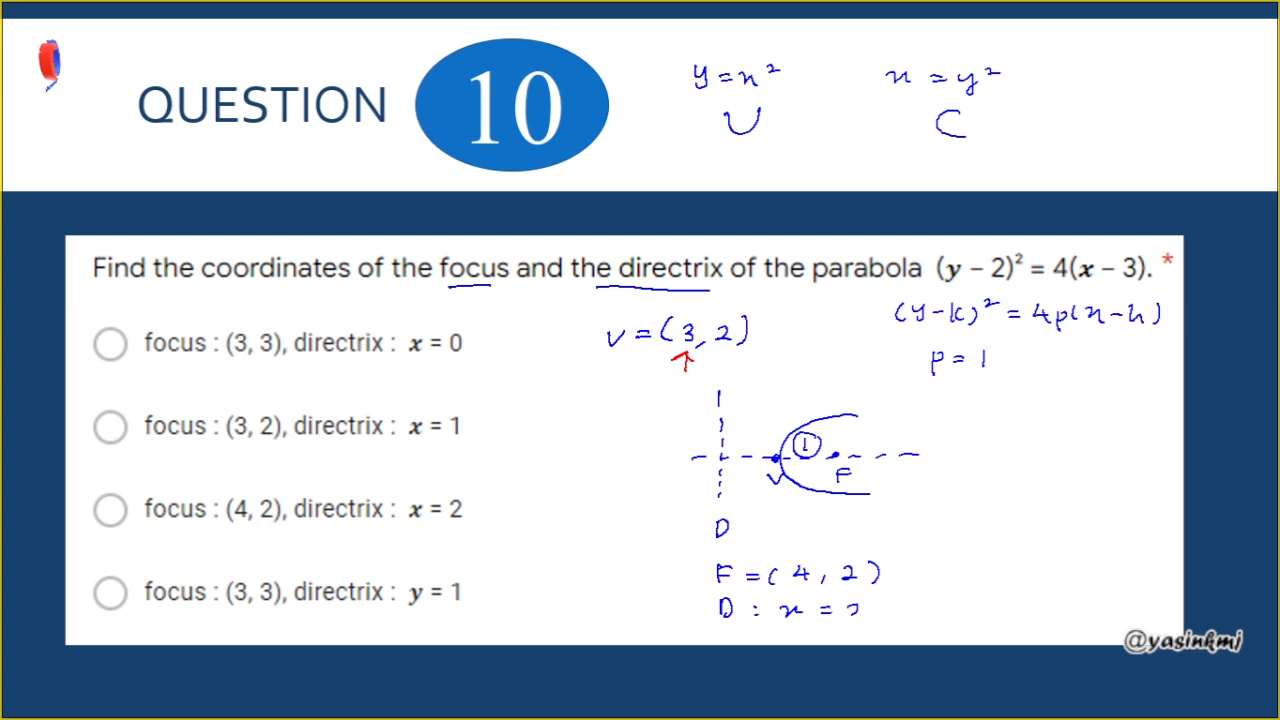 QUESTION 10
y = x²
x = y²
Find the coordinates of the focus and the directrix of the parabola (y − 2)² = 4(x − 3). *
(y-k)² = 4p(x-h)
p = 1
V = (3, 2)
focus : (3, 3), directrix : x = 0
focus : (3, 2), directrix : x = 1
focus : (4, 2), directrix : x = 2
focus : (3, 3), directrix : y = 1
1
V
F
D
F = (4, 2)
D : x =
@yasinkmj